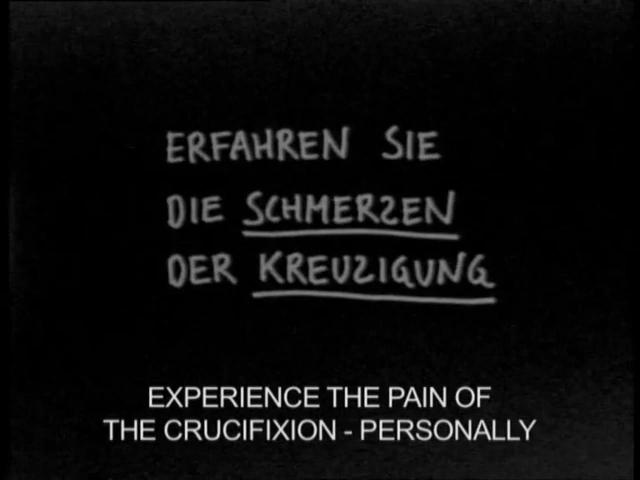 ERFAHREN SIE
DIE SCHMERZEN
DER KREUZIGUNG
EXPERIENCE THE PAIN OF
THE CRUCIFIXION - PERSONALLY